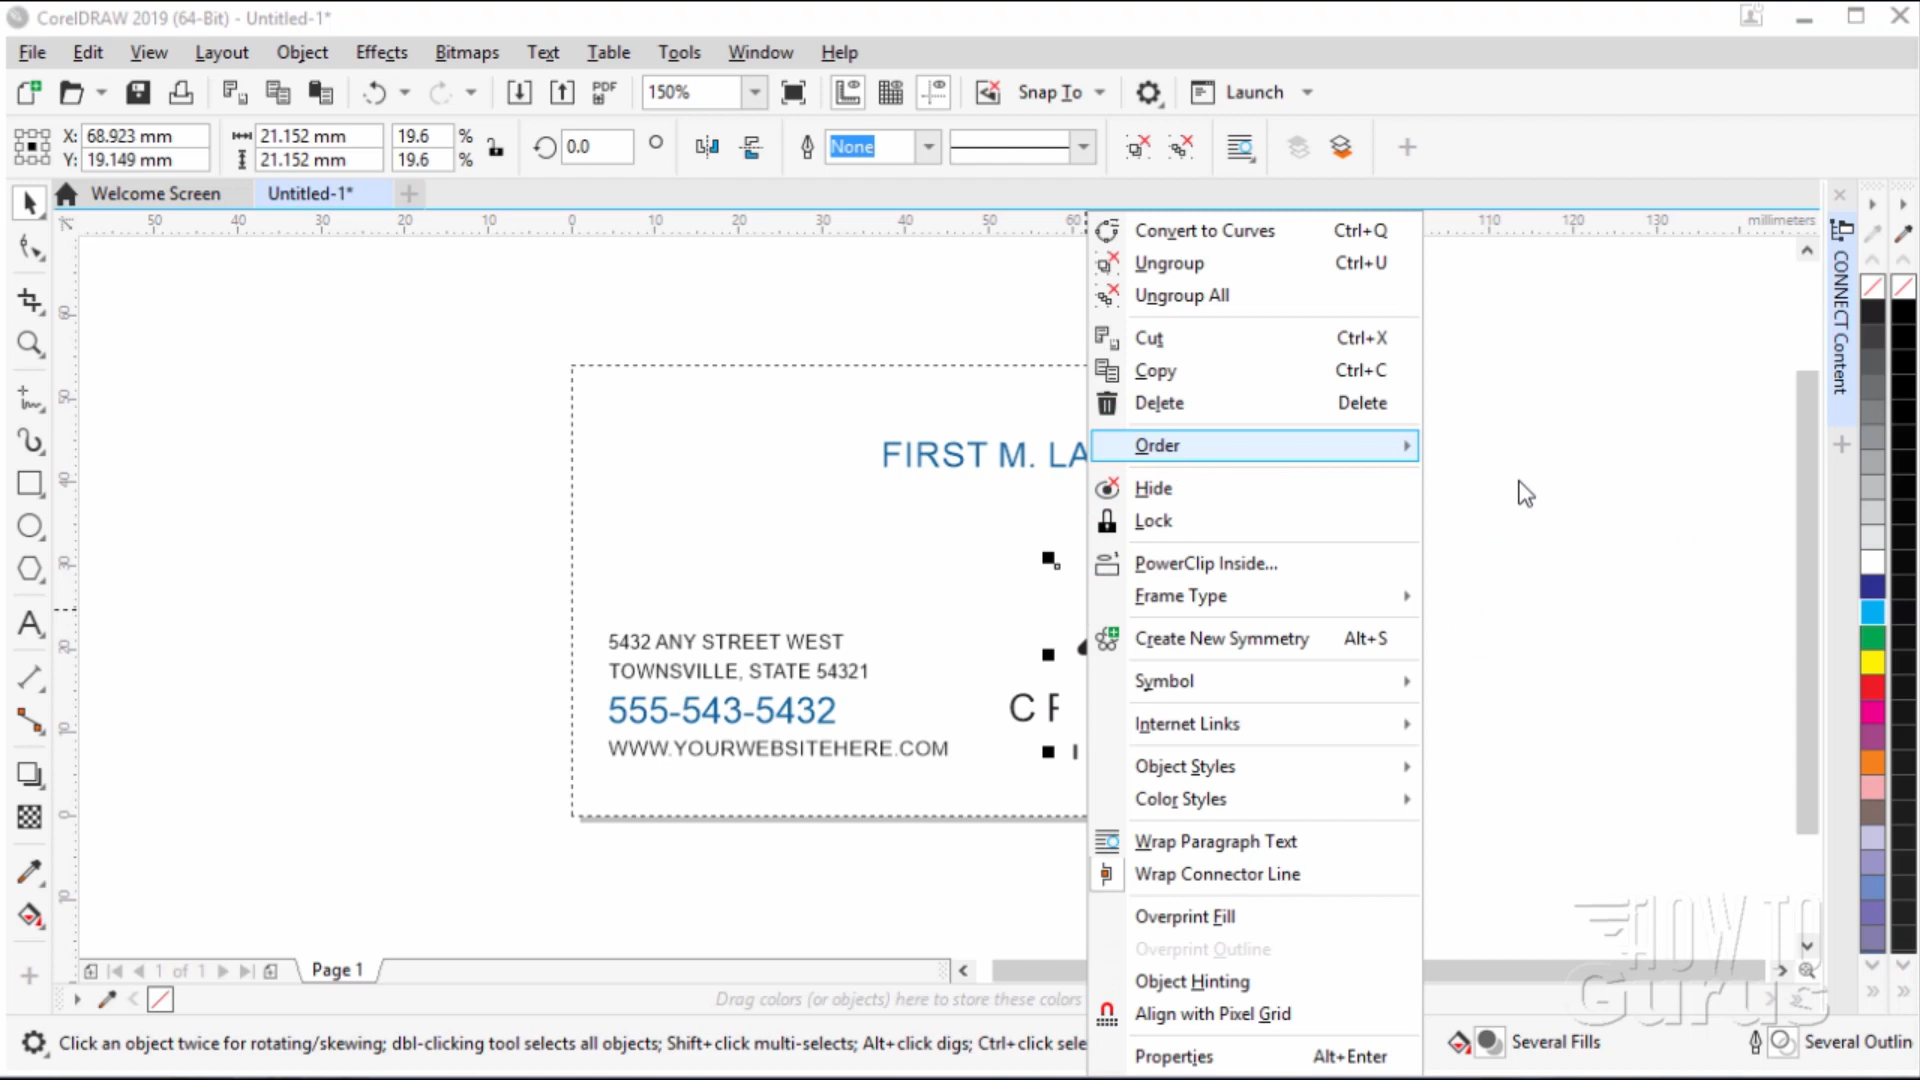 CorelDRAW 2019 (64-Bit) - Untitled-1*
File Edit View Layout Object Effects Bitmaps Text Table Tools Window Help
PDF 150% Snap To Launch
X: 68.923 mm 21.152 mm 19.6 %
Y: 19.149 mm 21.152 mm 19.6 %
0.0 None
Welcome Screen Untitled-1*
50 40 30 20 10 0 10 20 30 40 50 60 110 120 130 millimeters
60
50
40
30
20
10
0
10
Convert to Curves Ctrl+Q
Ungroup Ctrl+U
Ungroup All
Cut Ctrl+X
Copy Ctrl+C
Delete Delete
Order
Hide
Lock
PowerClip Inside...
Frame Type
Create New Symmetry Alt+S
Symbol
Internet Links
Object Styles
Color Styles
Wrap Paragraph Text
Wrap Connector Line
Overprint Fill
Overprint Outline
Object Hinting
Align with Pixel Grid
Properties Alt+Enter
CONNECT Content
FIRST M. LA
5432 ANY STREET WEST
TOWNSVILLE, STATE 54321
555-543-5432
WWW.YOURWEBSITEHERE.COM
C
HOW TO
Gurus
1 of 1 Page 1
Drag colors (or objects) here to store these colors
Click an object twice for rotating/skewing; dbl-clicking tool selects all objects; Shift+click multi-selects; Alt+click digs; Ctrl+click sele
Several Fills Several Outlin